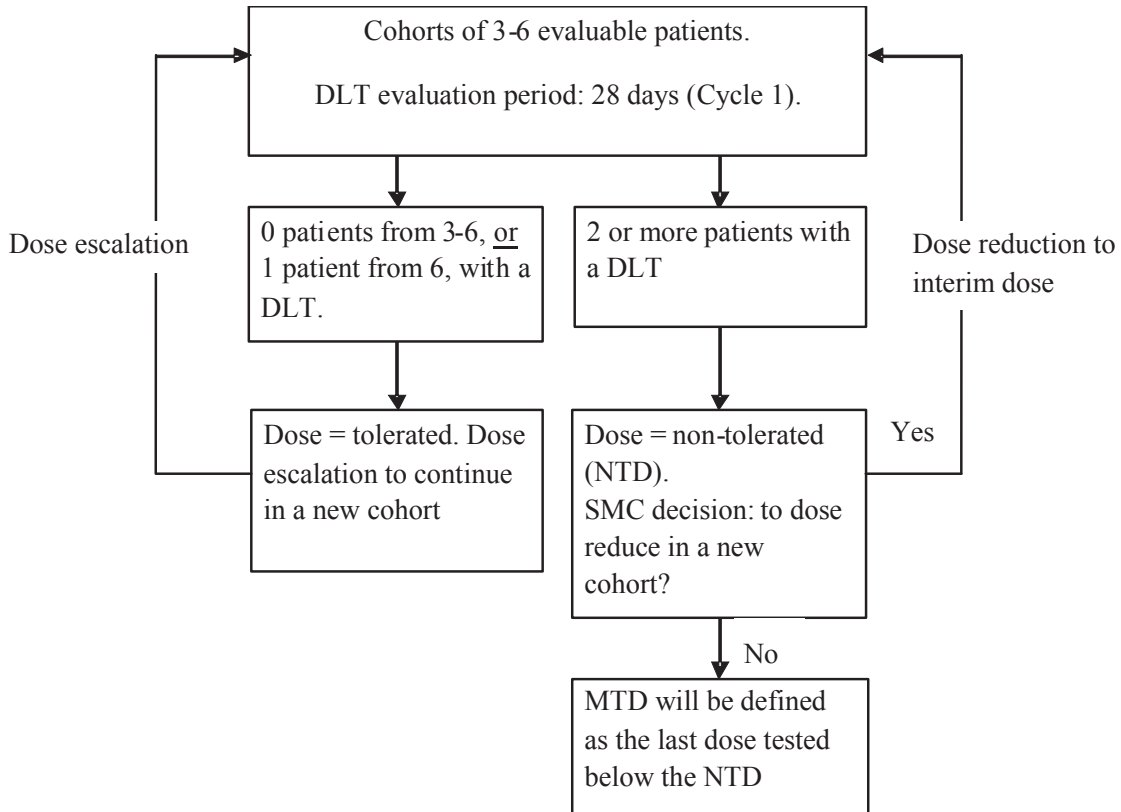 Cohorts of 3-6 evaluable patients.
DLT evaluation period: 28 days (Cycle 1).
Dose escalation
0 patients from 3-6, or
1 patient from 6, with a
DLT.
2 or more patients with
a DLT
Dose reduction to
interim dose
Dose = tolerated. Dose
escalation to continue
in a new cohort
Dose = non-tolerated
(NTD).
SMC decision: to dose
reduce in a new
cohort?
Yes
No
MTD will be defined
as the last dose tested
below the NTD